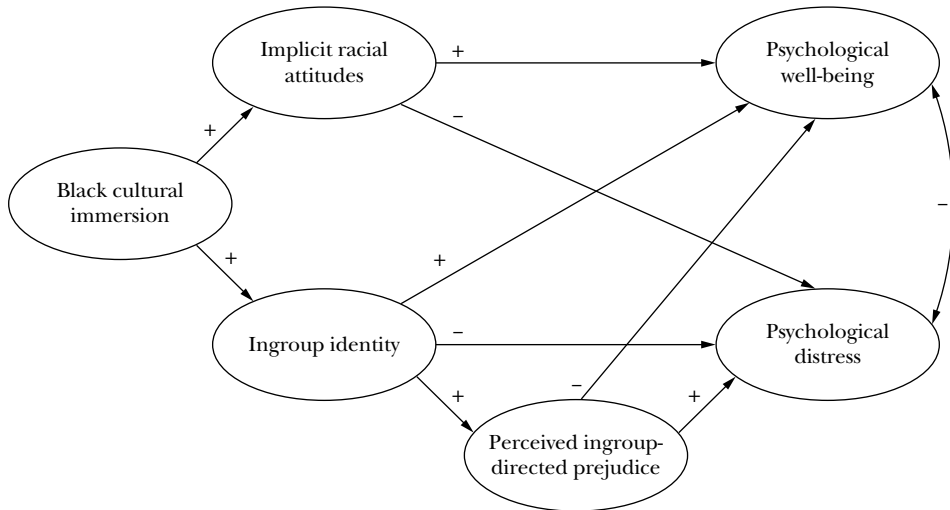 Implicit racial
attitudes
+
Psychological
well-being
–
+
Black cultural
immersion
–
+
+
Ingroup identity
–
Psychological
distress
+
–
+
Perceived ingroup-
directed prejudice